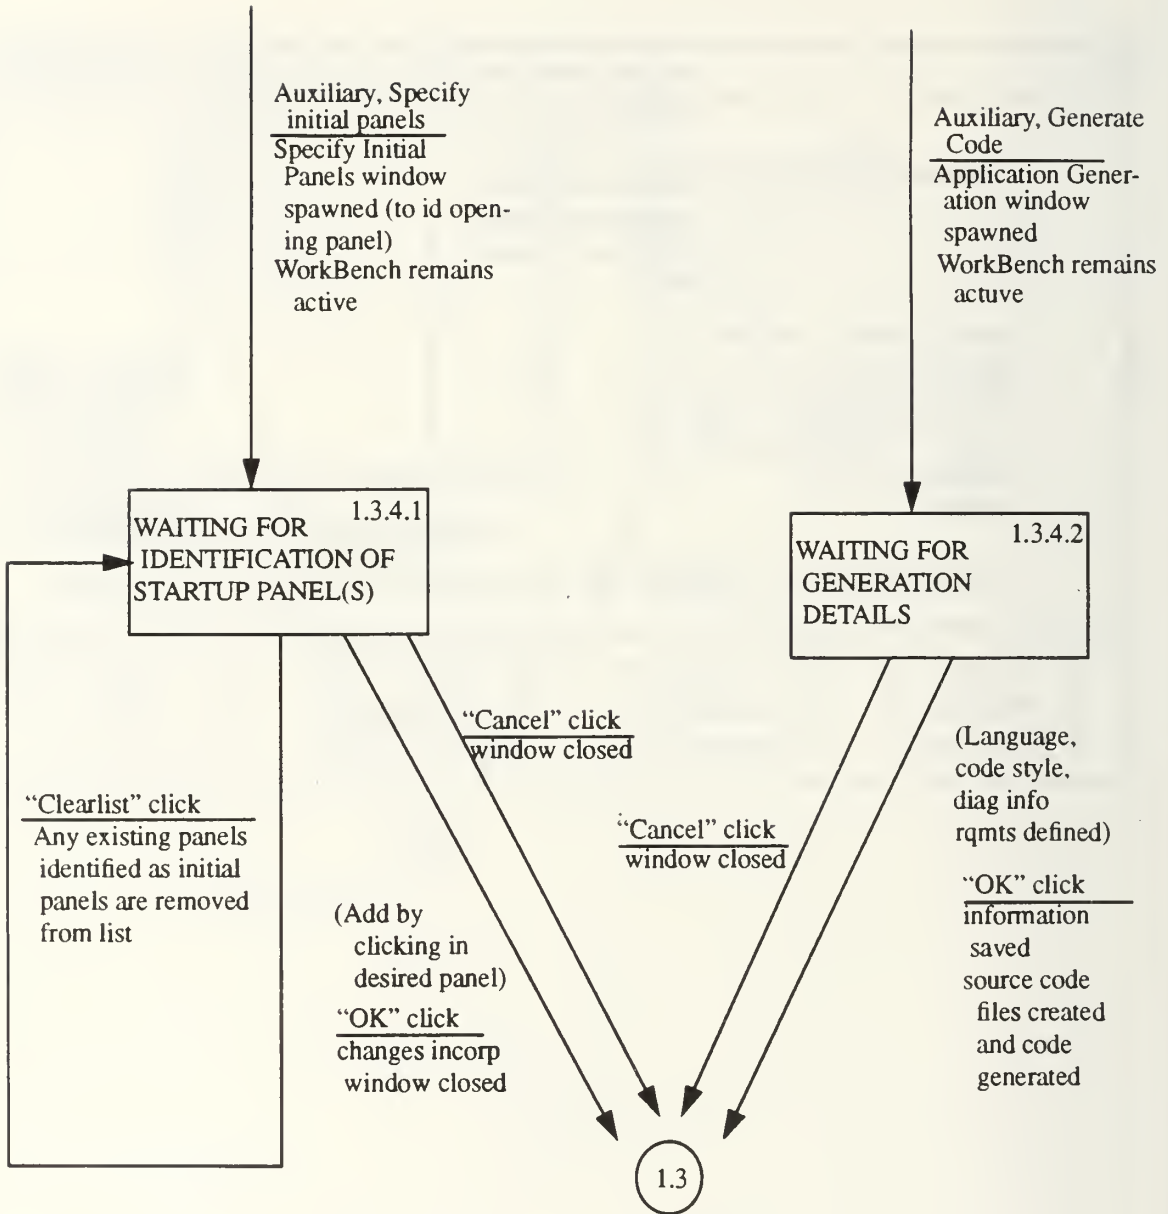 Auxiliary, Specify
initial panels
Specify Initial
Panels window
spawned (to id open-
ing panel)
WorkBench remains
active
Auxiliary, Generate
Code
Application Gener-
ation window
spawned
WorkBench remains
actuve
1.3.4.1
WAITING FOR
IDENTIFICATION OF
STARTUP PANEL(S)
1.3.4.2
WAITING FOR
GENERATION
DETAILS
“Cancel” click
window closed
“Clearlist” click
Any existing panels
identified as initial
panels are removed
from list
(Add by
clicking in
desired panel)
“OK” click
changes incorp
window closed
“Cancel” click
window closed
(Language,
code style,
diag info
rqmts defined)
“OK” click
information
saved
source code
files created
and code
generated
1.3